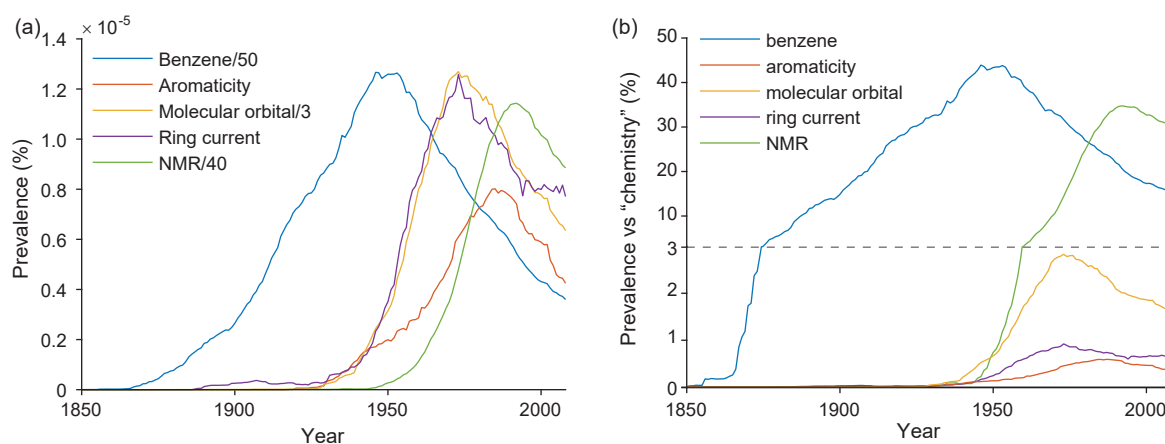 (a)
× 10^-5
1.4
1.2
1.0
0.8
0.6
0.4
0.2
0
Prevalence (%)
Benzene/50
Aromaticity
Molecular orbital/3
Ring current
NMR/40
1850
1900
1950
2000
Year
(b)
50
40
30
20
10
3
2
1
0
Prevalence vs “chemistry” (%)
benzene
aromaticity
molecular orbital
ring current
NMR
1850
1900
1950
2000
Year